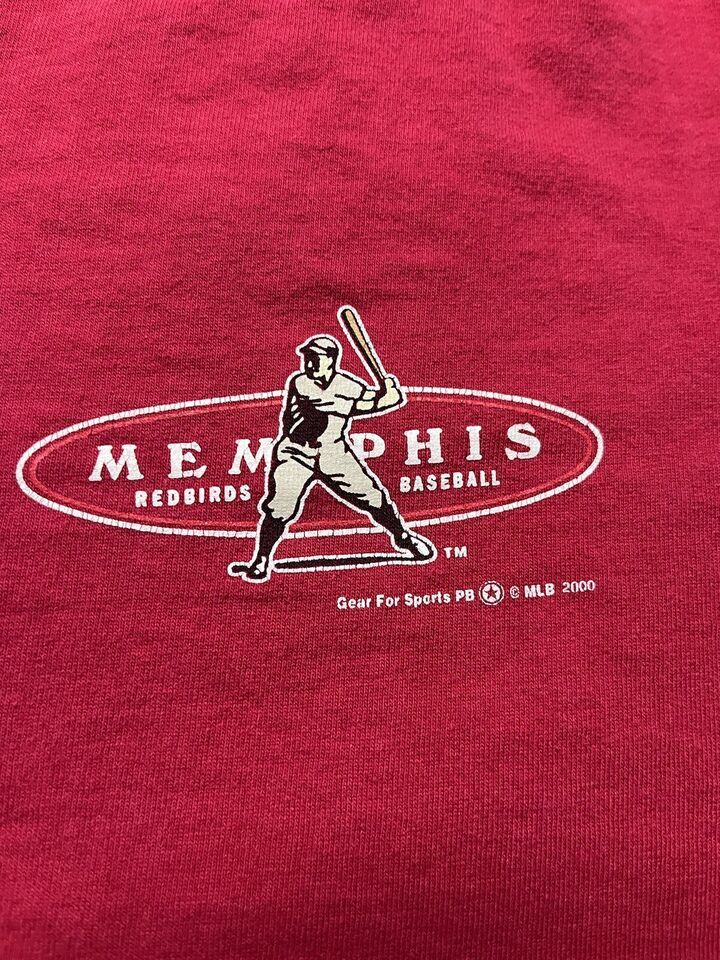 MEMPHIS
REDBIRDS BASEBALL
TM
Gear For Sports PB © MLB 2000